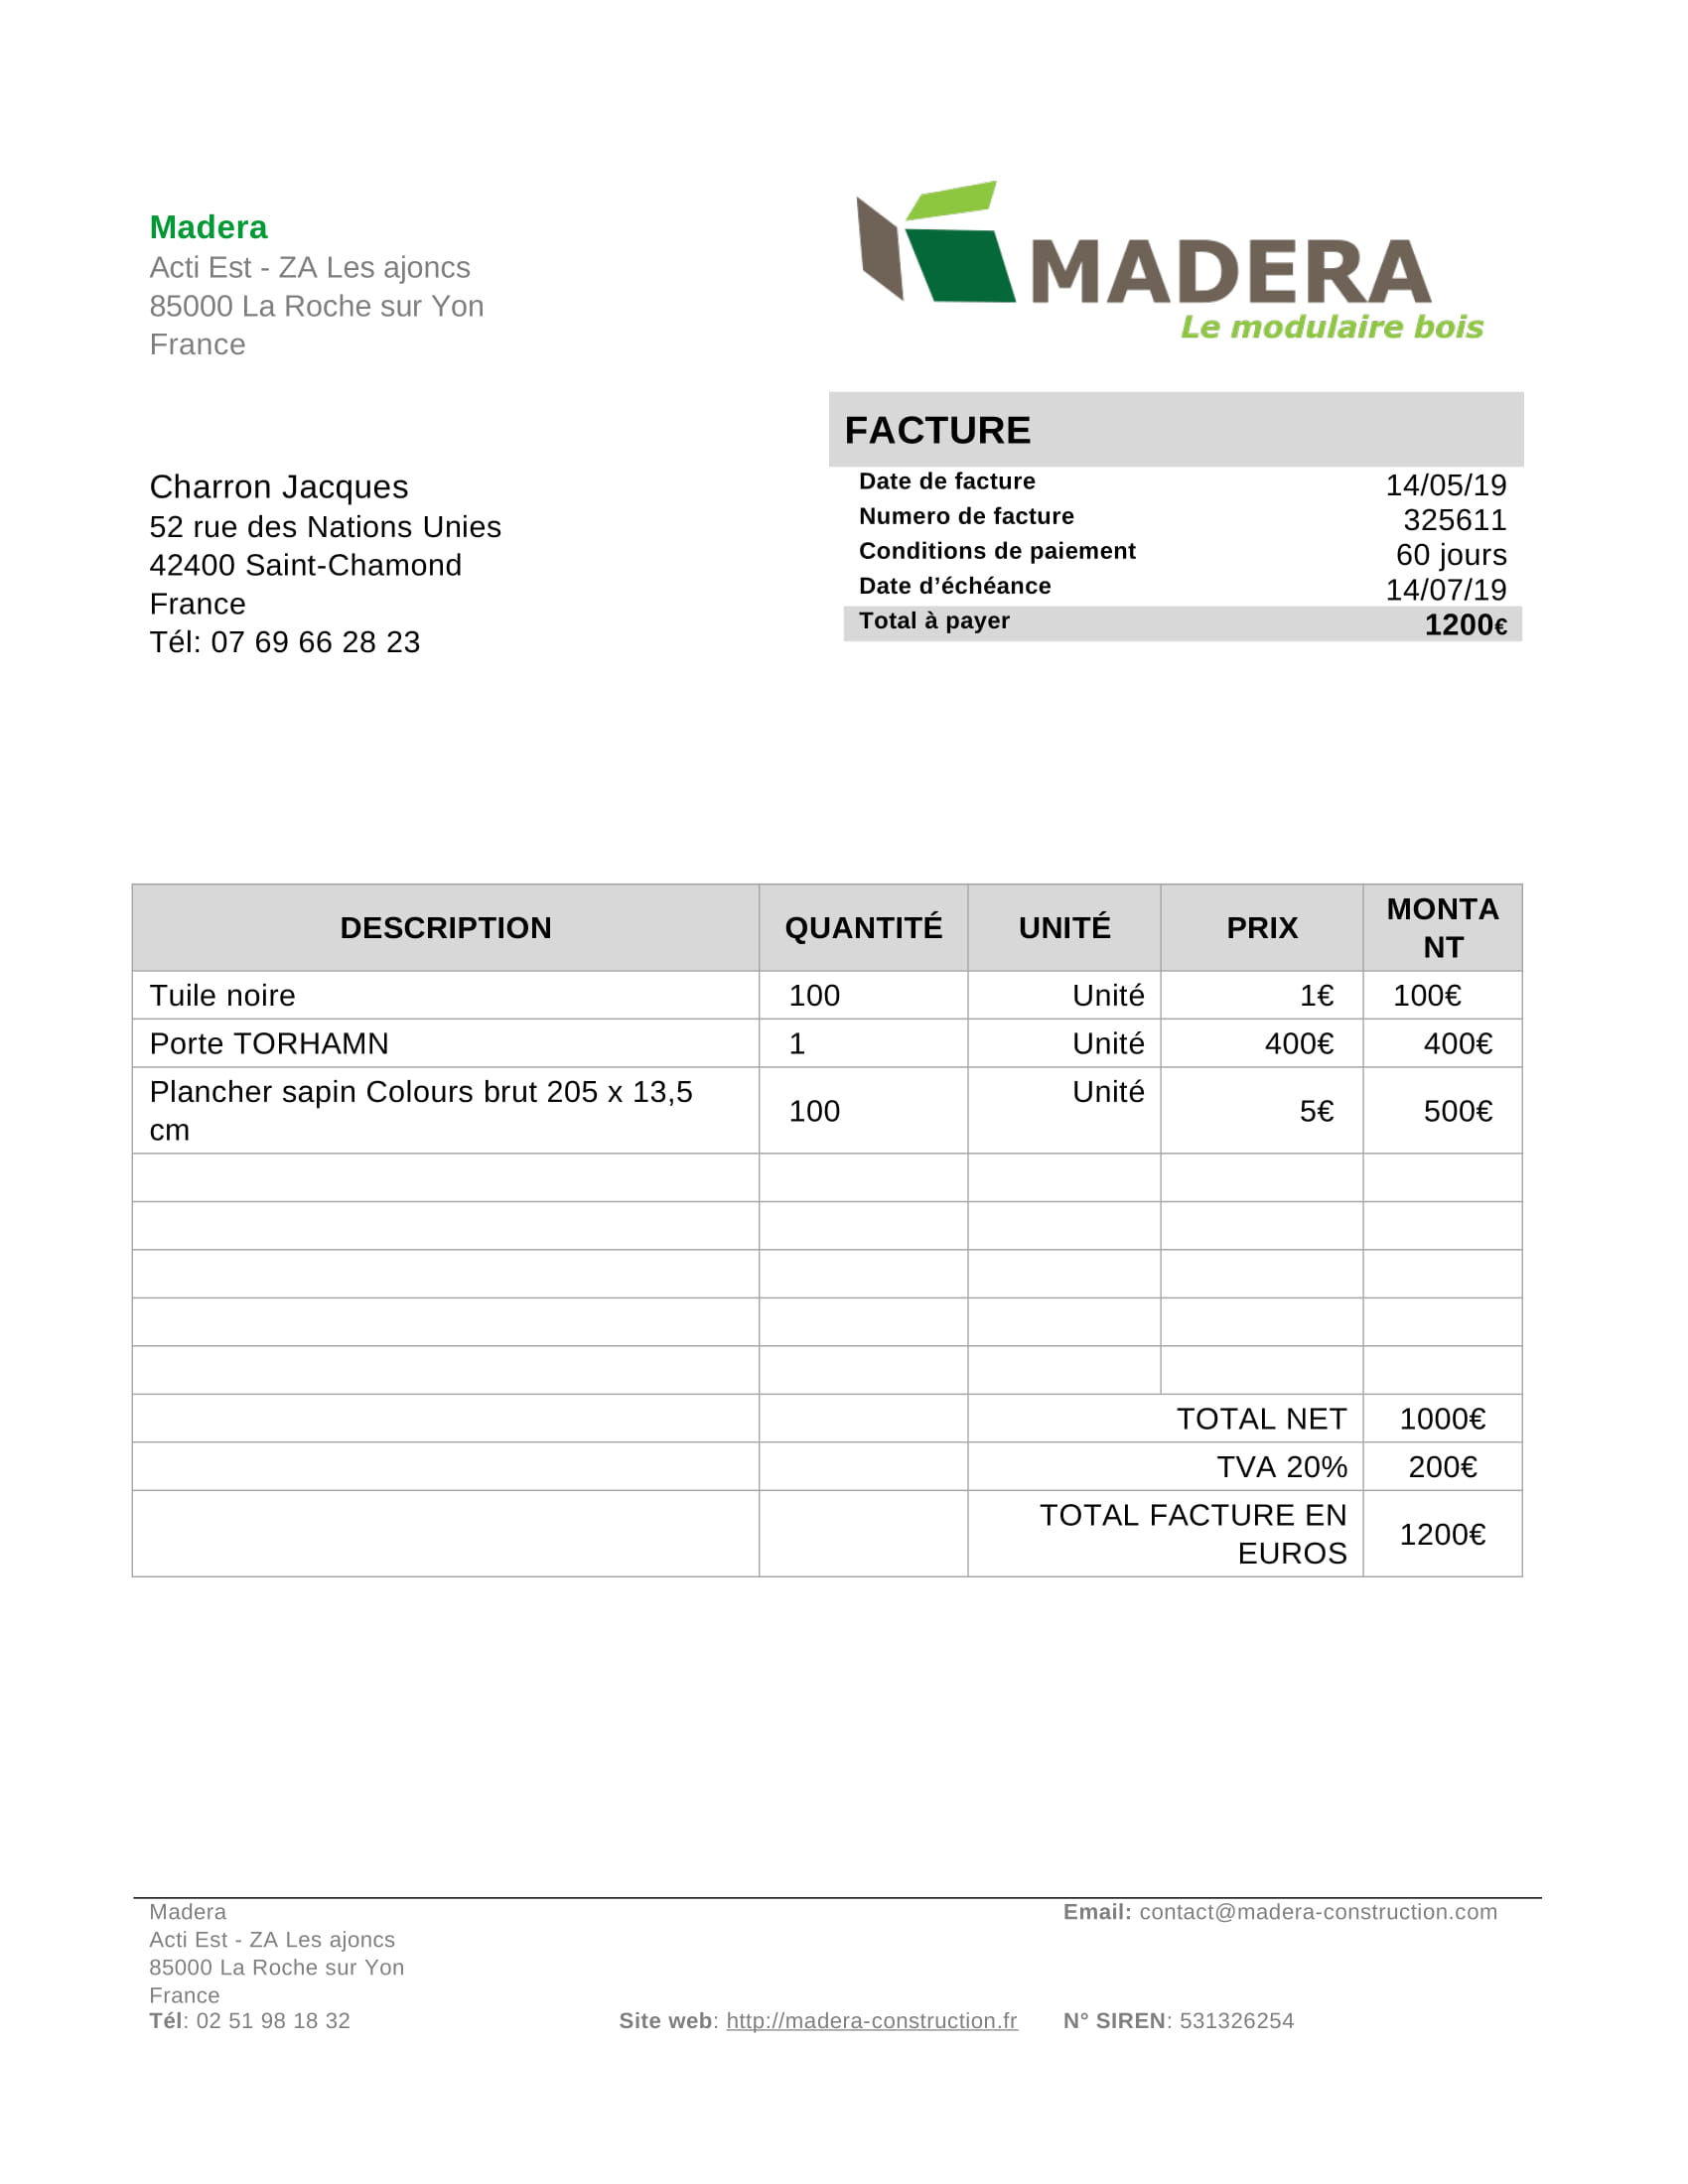 Madera
Acti Est - ZA Les ajoncs
85000 La Roche sur Yon
France
MADERA
Le modulaire bois
FACTURE
Charron Jacques
52 rue des Nations Unies
42400 Saint-Chamond
France
Tél: 07 69 66 28 23
Date de facture 14/05/19
Numero de facture 325611
Conditions de paiement 60 jours
Date d’échéance 14/07/19
Total à payer 1200€
DESCRIPTION QUANTITÉ UNITÉ PRIX MONTA
NT
Tuile noire 100 Unité 1€ 100€
Porte TORHAMN 1 Unité 400€ 400€
Plancher sapin Colours brut 205 x 13,5
cm 100 Unité 5€ 500€
TOTAL NET 1000€
TVA 20% 200€
TOTAL FACTURE EN
EUROS 1200€
Madera
Acti Est - ZA Les ajoncs
85000 La Roche sur Yon
France
Email: contact@madera-construction.com
Tél: 02 51 98 18 32 Site web: http://madera-construction.fr N° SIREN: 531326254